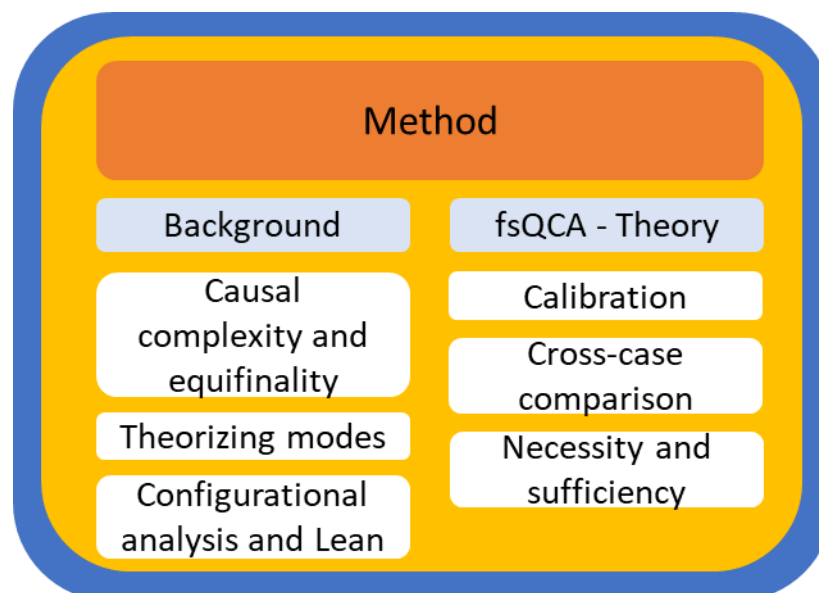 Method
Background
Causal
complexity and
equifinality
Theorizing modes
Configurational
analysis and Lean
fsQCA - Theory
Calibration
Cross-case
comparison
Necessity and
sufficiency